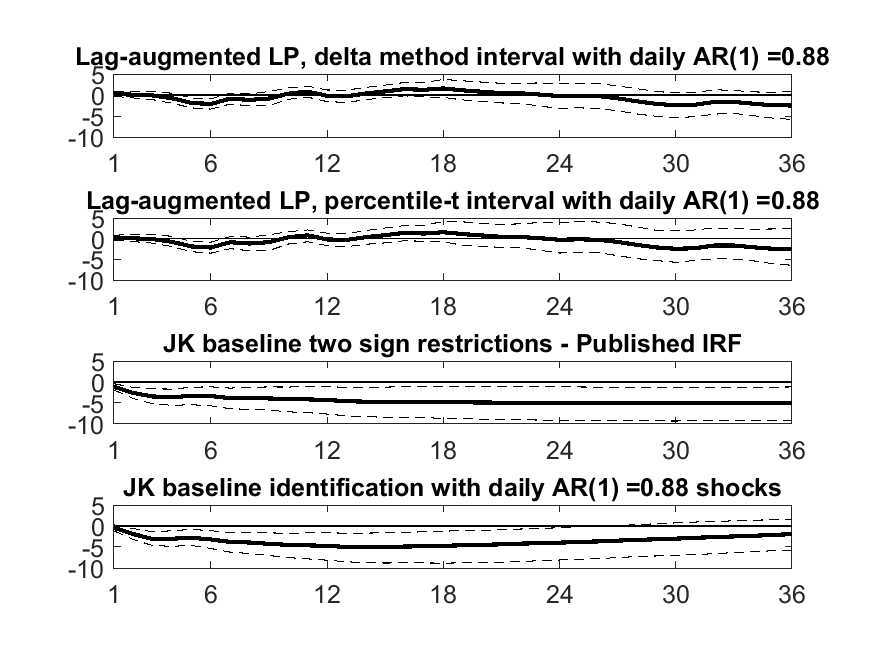 Lag-augmented LP, delta method interval with daily AR(1) =0.88
5
0
-5
-10
1 6 12 18 24 30 36
Lag-augmented LP, percentile-t interval with daily AR(1) =0.88
5
0
-5
-10
1 6 12 18 24 30 36
JK baseline two sign restrictions - Published IRF
5
0
-5
-10
1 6 12 18 24 30 36
JK baseline identification with daily AR(1) =0.88 shocks
5
0
-5
-10
1 6 12 18 24 30 36